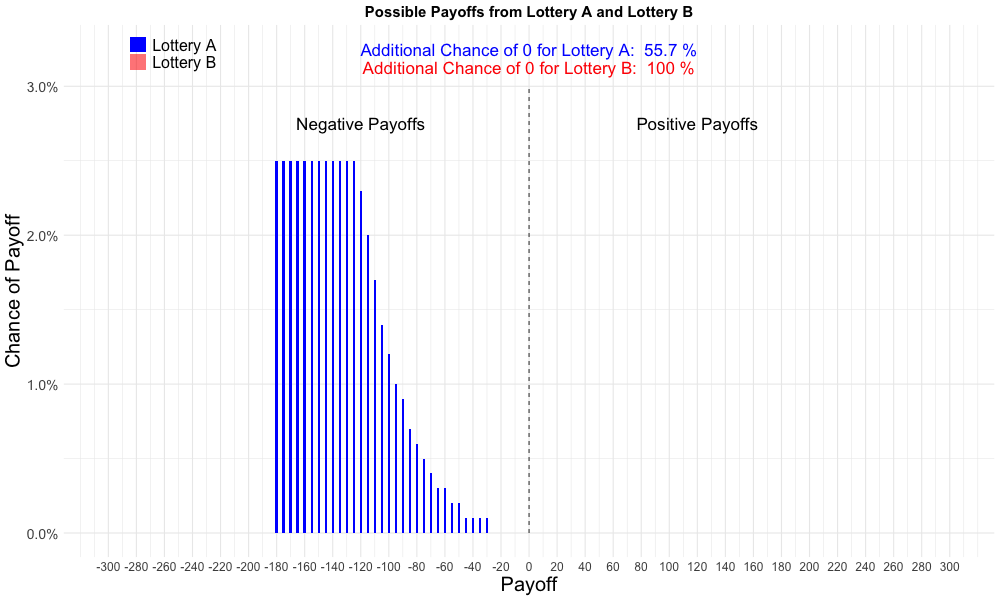 Possible Payoffs from Lottery A and Lottery B
Lottery A
Lottery B
Additional Chance of 0 for Lottery A:  55.7 %
Additional Chance of 0 for Lottery B:  100 %
Negative Payoffs
Positive Payoffs
Chance of Payoff
3.0%
2.0%
1.0%
0.0%
-300 -280 -260 -240 -220 -200 -180 -160 -140 -120 -100 -80 -60 -40 -20 0 20 40 60 80 100 120 140 160 180 200 220 240 260 280 300
Payoff